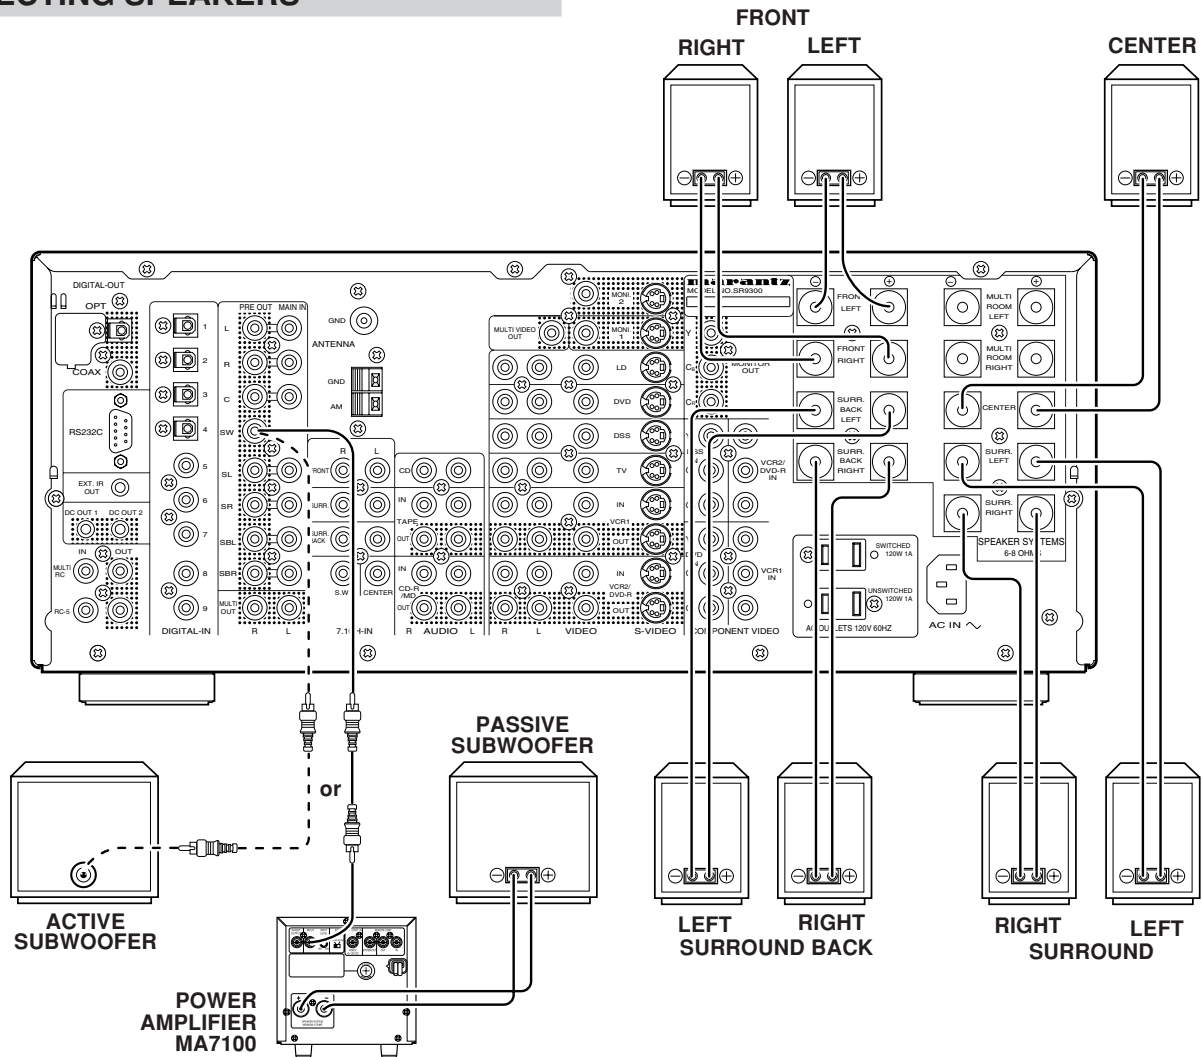 ECTING SPEAKERS
FRONT
RIGHT
LEFT
CENTER
DIGITAL-OUT
OPT
COAX
RS232C
EXT. IR
OUT
DC OUT 1
DC OUT 2
IN
OUT
MULTI
RC
RC-5
1
2
3
4
5
6
7
8
9
DIGITAL-IN
PRE OUT
MAIN IN
L
R
C
SW
SL
SR
SBL
SBR
MULTI
OUT
R
L
GND
ANTENNA
GND
AM
R
L
FRONT
SURR.
SURR.
BACK
S.W
CENTER
CD
IN
TAPE
OUT
IN
CD-R
/MD
OUT
R
AUDIO
L
MULTI VIDEO
OUT
MONI.
2
MONI.
1
LD
DVD
DSS
TV
IN
VCR1
OUT
IN
VCR2/
DVD-R
OUT
R
L
VIDEO
S-VIDEO
marantz
MODEL NO.SR9300
Y
MONITOR
OUT
VCR2/
DVD-R
IN
VCR1
IN
FRONT
LEFT
FRONT
RIGHT
SURR.
BACK
LEFT
SURR.
BACK
RIGHT
MULTI
ROOM
LEFT
MULTI
ROOM
RIGHT
CENTER
SURR.
LEFT
SURR.
RIGHT
SPEAKER SYSTEMS
6-8 OHMS
SWITCHED
120W 1A
UNSWITCHED
120W 1A
AC OUTLETS 120V 60HZ
AC IN
PASSIVE
SUBWOOFER
or
ACTIVE
SUBWOOFER
POWER
AMPLIFIER
MA7100
LEFT
RIGHT
SURROUND BACK
RIGHT
LEFT
SURROUND